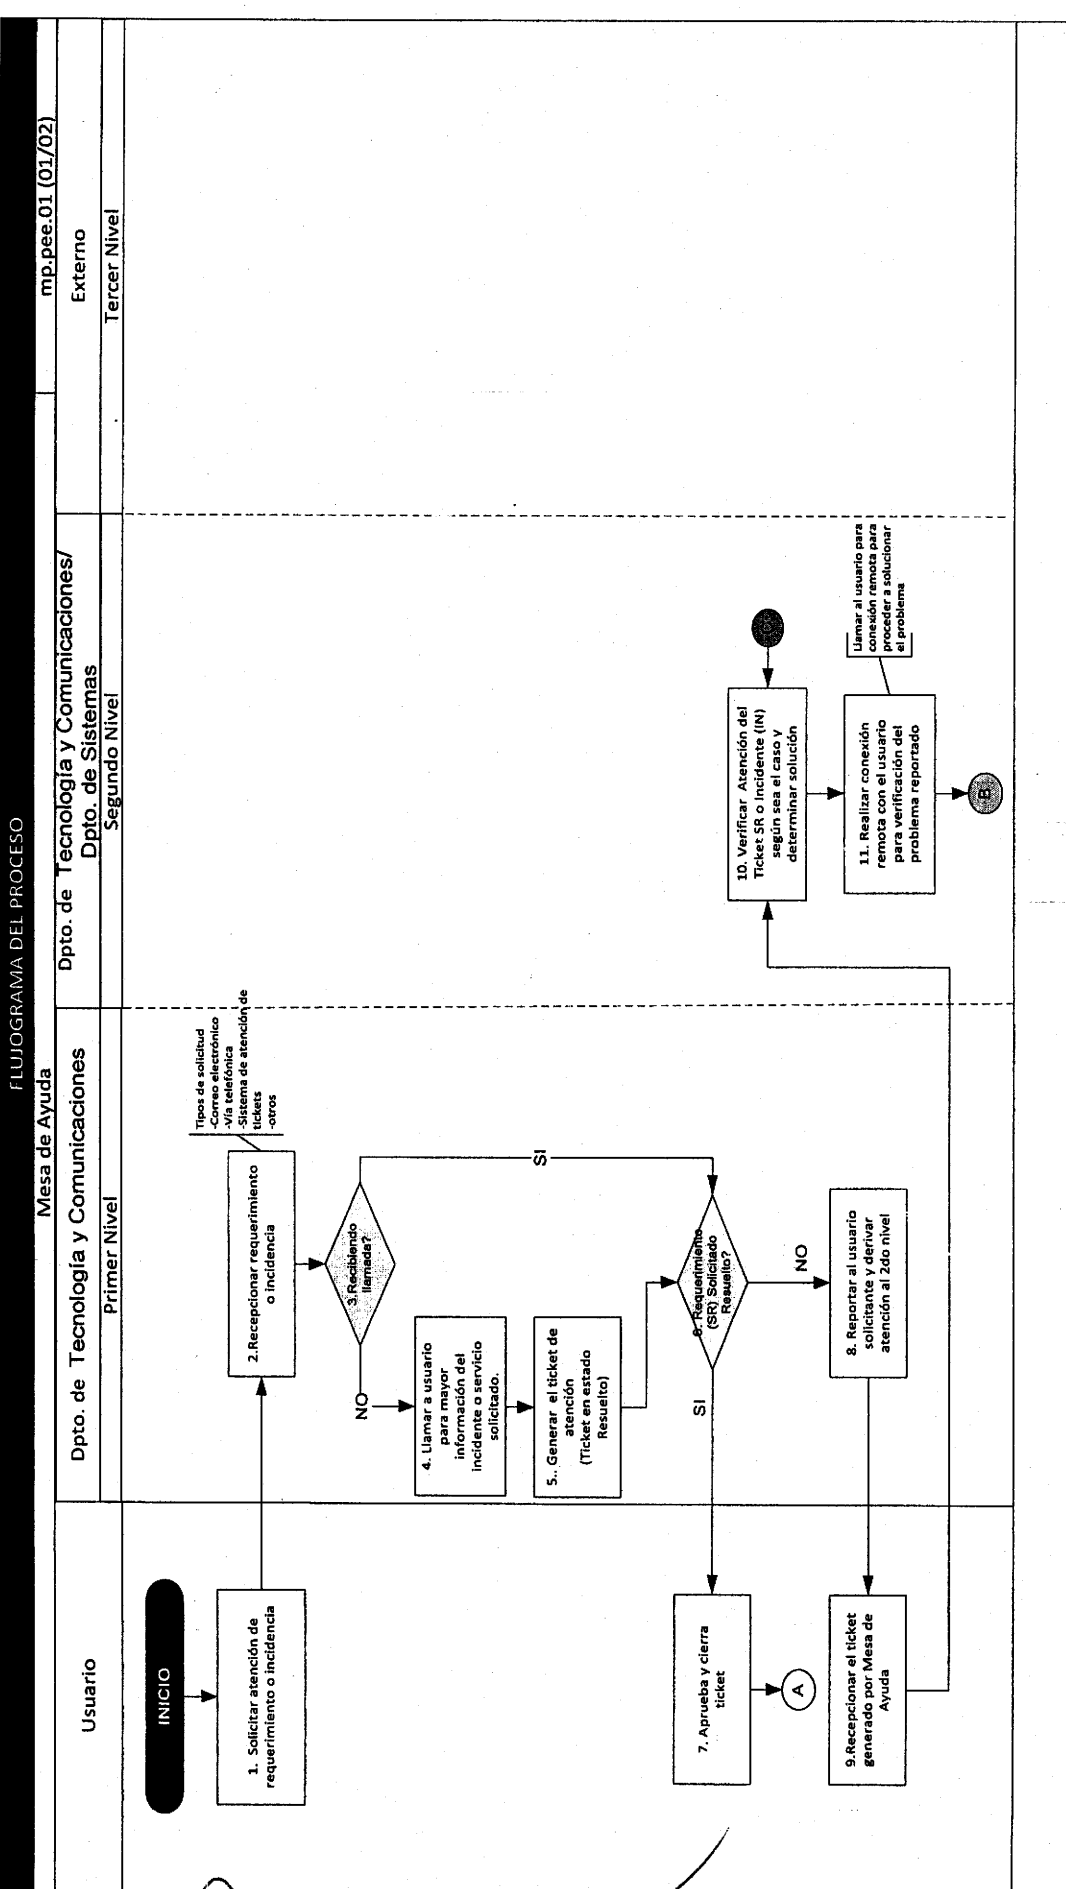 FLUJOGRAMA DEL PROCESO
Mesa de Ayuda
mp.pee.01 (01/02)
Usuario
Dpto. de Tecnología y Comunicaciones
Primer Nivel
Dpto. de Tecnología y Comunicaciones/
Dpto. de Sistemas
Segundo Nivel
Externo
Tercer Nivel
INICIO
1. Solicitar atención de
requerimiento o incidencia
2.Recepcionar requerimiento
o incidencia
Tipos de solicitud
-Correo electrónico
-Vía telefónica
-Sistema de atención de
tickets
-otros
3.Recibiendo
llamada?
NO
SI
4. Llamar a usuario
para mayor
información del
incidente o servicio
solicitado.
5.. Generar el ticket de
atención
(Ticket en estado
Resuelto)
6. Requerimiento
(SR) Solicitado
Resuelto?
SI
NO
7. Aprueba y cierra
ticket
A
8. Reportar al usuario
solicitante y derivar
atención al 2do nivel
9.Recepcionar el ticket
generado por Mesa de
Ayuda
10. Verificar Atención del
Ticket SR o Incidente (IN)
según sea el caso y
determinar solución
11. Realizar conexión
remota con el usuario
para verificación del
problema reportado
Llamar al usuario para
conexión remota para
proceder a solucionar
el problema
B